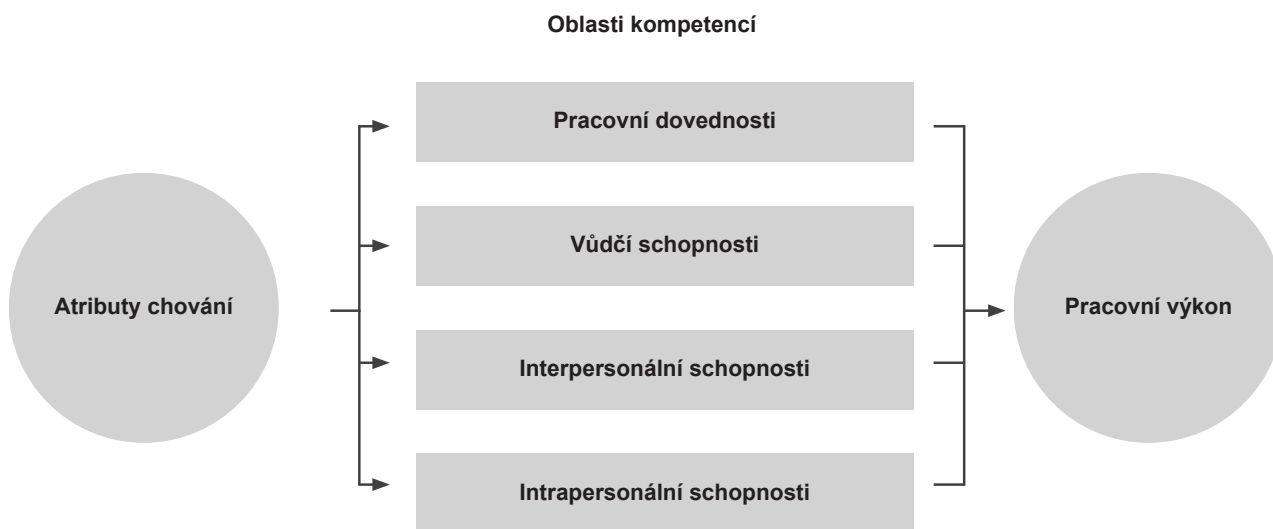 Oblasti kompetencí
Pracovní dovednosti
Vůdčí schopnosti
Atributy chování
Pracovní výkon
Interpersonální schopnosti
Intrapersonální schopnosti